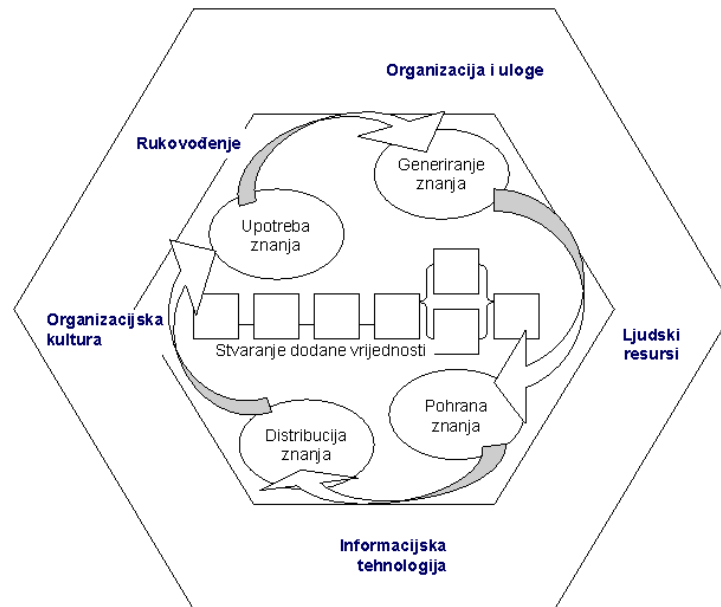 Organizacija i uloge
Rukovođenje
Generiranje
znanja
Upotreba
znanja
Organizacijska
kultura
Stvaranje dodane vrijednosti
Ljudski
resursi
Pohrana
znanja
Distribucija
znanja
Informacijska
tehnologija